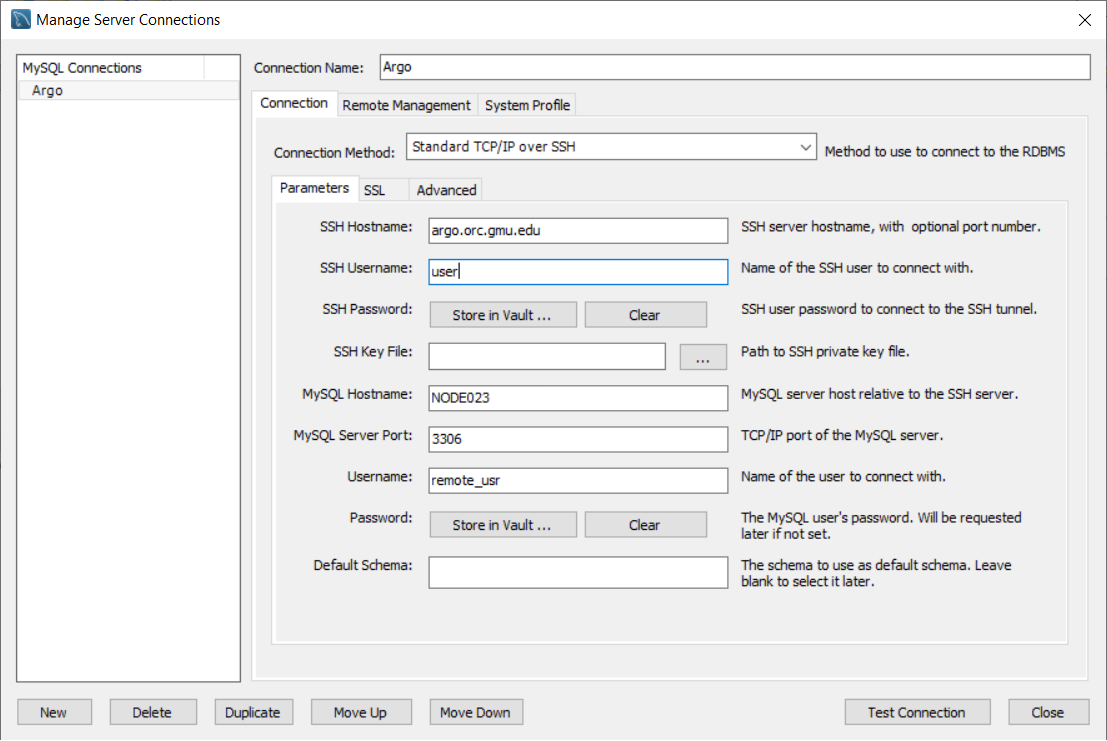 Manage Server Connections
MySQL Connections
Argo
Connection Name: Argo
Connection Remote Management System Profile
Connection Method: Standard TCP/IP over SSH Method to use to connect to the RDBMS
Parameters SSL Advanced
SSH Hostname: argo.orc.gmu.edu SSH server hostname, with optional port number.
SSH Username: user Name of the SSH user to connect with.
SSH Password: Store in Vault ... Clear SSH user password to connect to the SSH tunnel.
SSH Key File: ... Path to SSH private key file.
MySQL Hostname: NODE023 MySQL server host relative to the SSH server.
MySQL Server Port: 3306 TCP/IP port of the MySQL server.
Username: remote_usr Name of the user to connect with.
Password: Store in Vault ... Clear The MySQL user's password. Will be requested
later if not set.
Default Schema: The schema to use as default schema. Leave
blank to select it later.
New Delete Duplicate Move Up Move Down Test Connection Close